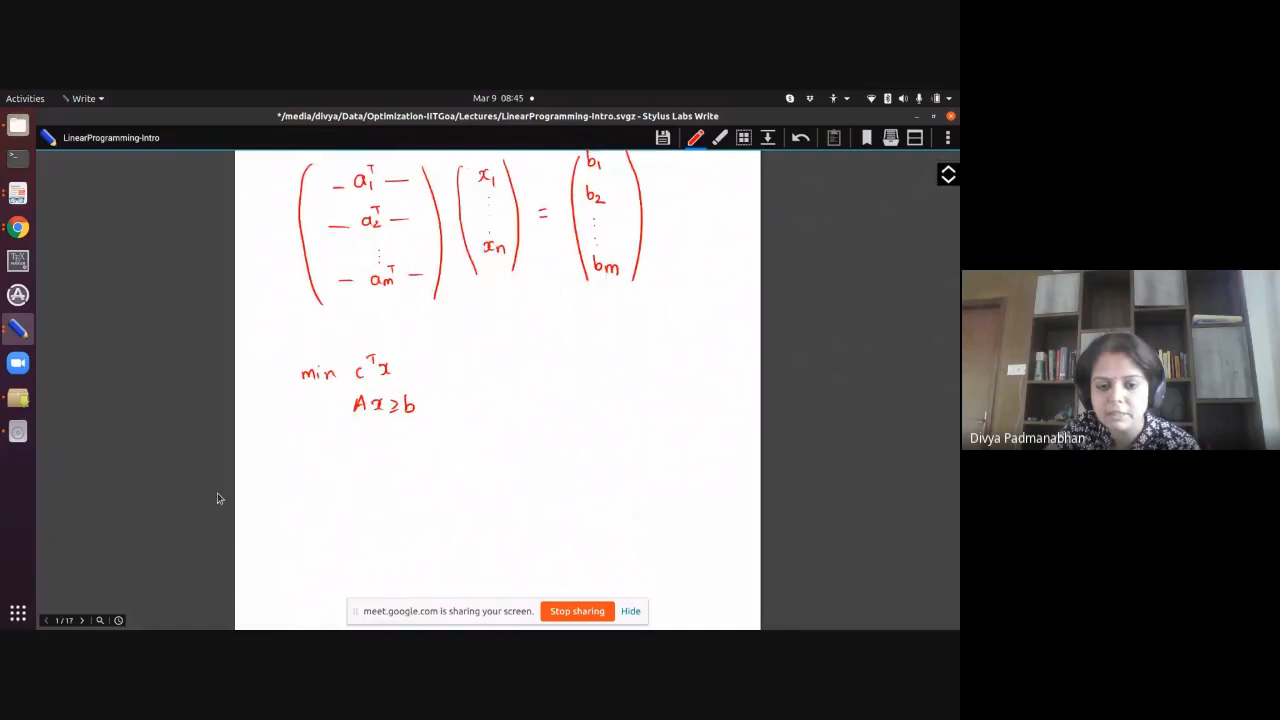 Activities
Write
Mar 9 08:45
*/media/divya/Data/Optimization-IITGoa/Lectures/LinearProgramming-Intro.svgz - Stylus Labs Write
LinearProgramming-Intro
— a₁ᵀ — x₁ b₁
— a₂ᵀ — ⋮ = b₂
⋮ ⋮
— aₘᵀ — xₙ bₘ
min cᵀx
Ax ≥ b
Divya Padmanabhan
meet.google.com is sharing your screen. Stop sharing Hide
1/17